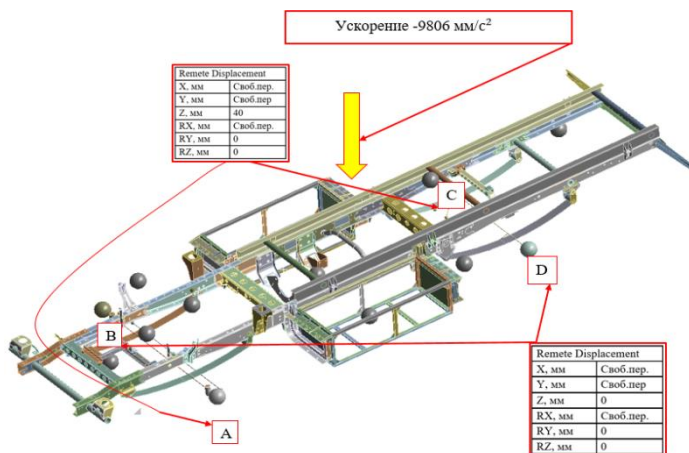 Ускорение -9806 мм/с²
Remete Displacement
X, мм Своб.пер.
Y, мм Своб.пер
Z, мм 40
RX, мм Своб.пер.
RY, мм 0
RZ, мм 0
C
D
B
A
Remete Displacement
X, мм Своб.пер.
Y, мм Своб.пер
Z, мм 0
RX, мм Своб.пер.
RY, мм 0
RZ, мм 0